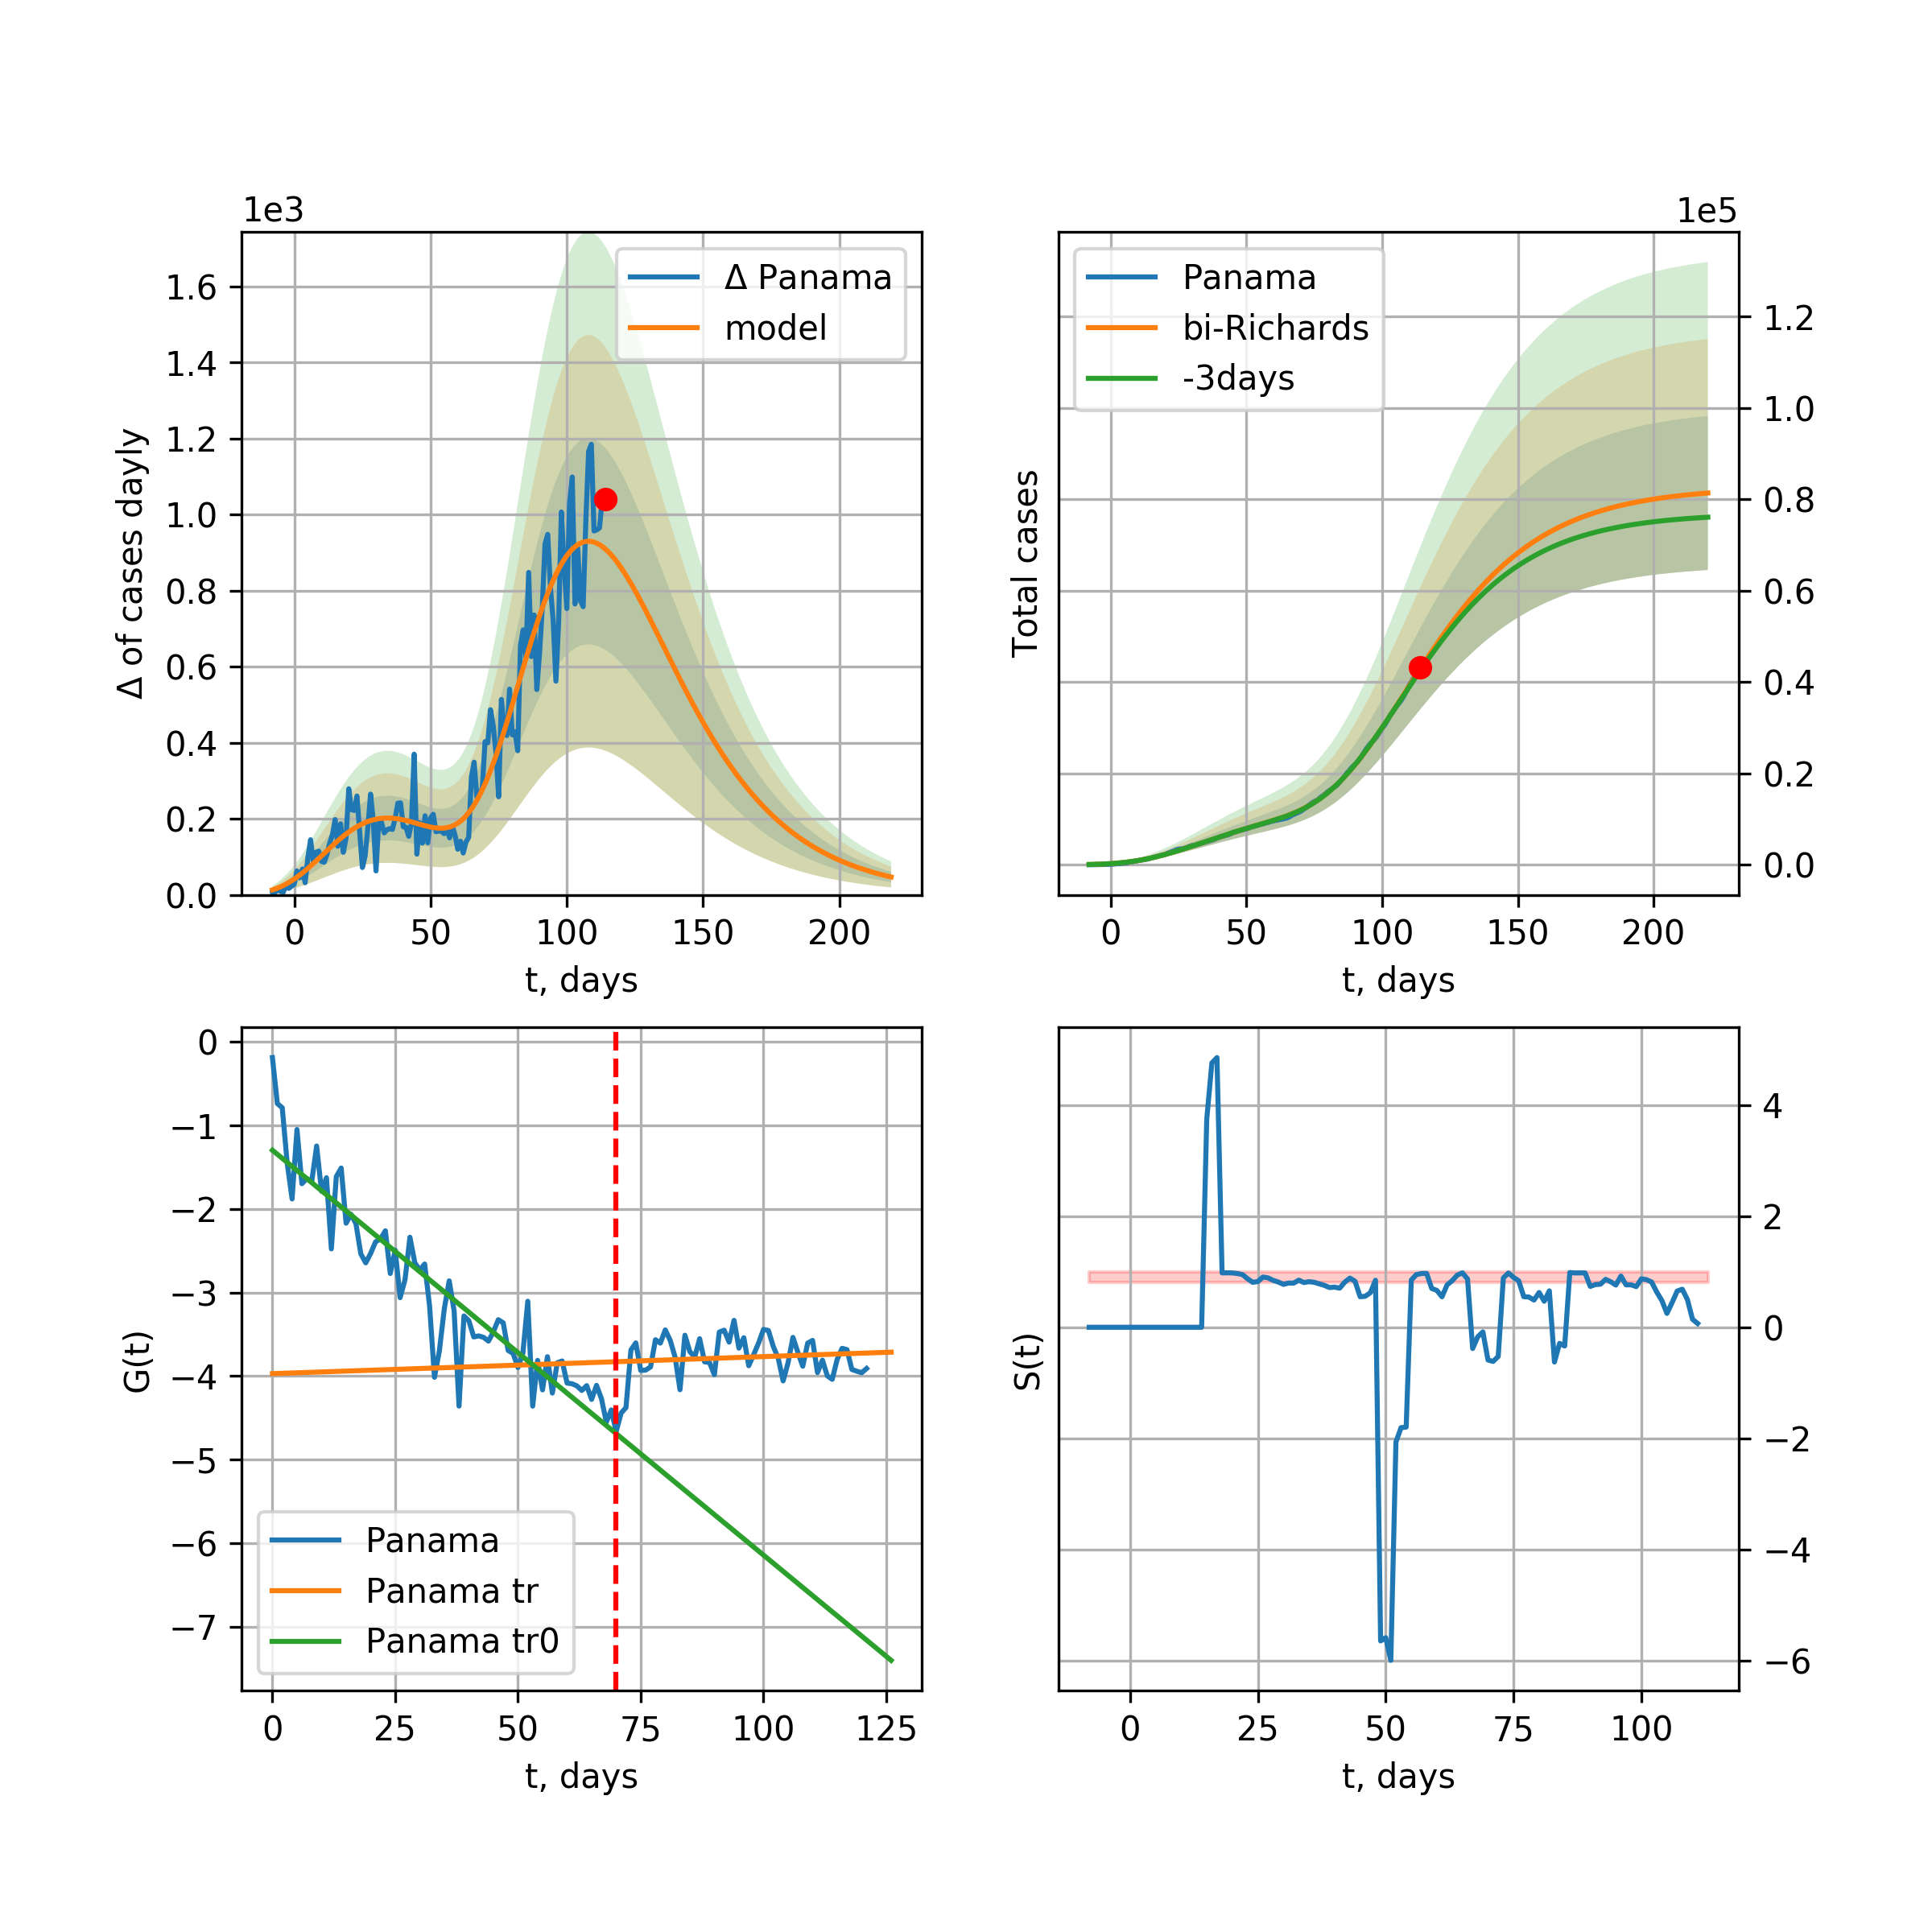 1e3
Δ of cases dayly
1.6
1.4
1.2
1.0
0.8
0.6
0.4
0.2
0.0
Δ Panama
model
0 50 100 150 200
t, days
1e5
Total cases
Panama
bi-Richards
-3days
1.2
1.0
0.8
0.6
0.4
0.2
0.0
0 50 100 150 200
t, days
G(t)
0
−1
−2
−3
−4
−5
−6
−7
Panama
Panama tr
Panama tr0
0 25 50 75 100 125
t, days
S(t)
4
2
0
−2
−4
−6
0 25 50 75 100
t, days